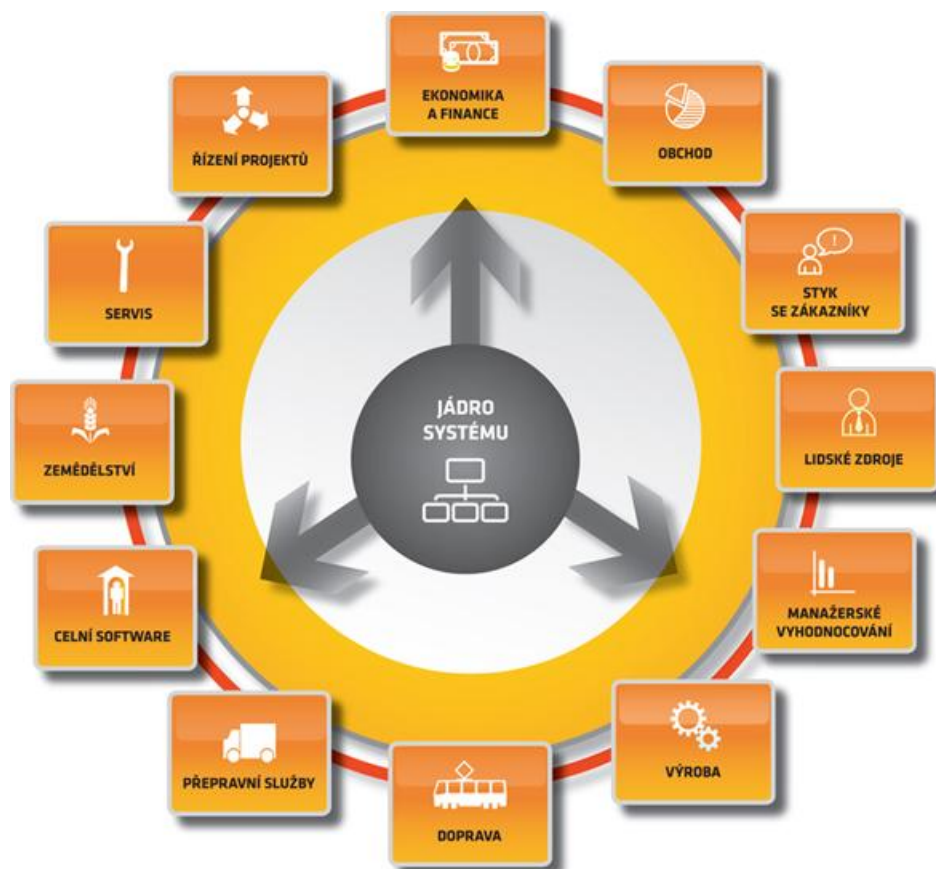 EKONOMIKA
A FINANCE
OBCHOD
STYK
SE ZÁKAZNÍKY
LIDSKÉ ZDROJE
MANAŽERSKÉ
VYHODNOCOVÁNÍ
VÝROBA
DOPRAVA
PŘEPRAVNÍ SLUŽBY
CELNÍ SOFTWARE
ZEMĚDĚLSTVÍ
SERVIS
ŘÍZENÍ PROJEKTŮ
JÁDRO
SYSTÉMU